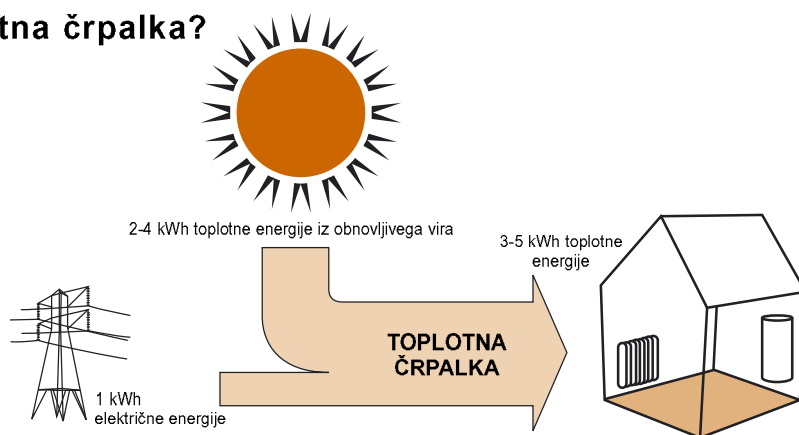 tna črpalka?
2-4 kWh toplotne energije iz obnovljivega vira
3-5 kWh toplotne
energije
TOPLOTNA
ČRPALKA
1 kWh
električne energije